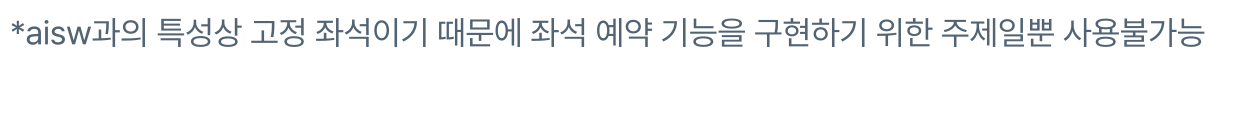 *aisw과의 특성상 고정 좌석이기 때문에 좌석 예약 기능을 구현하기 위한 주제일뿐 사용불가능